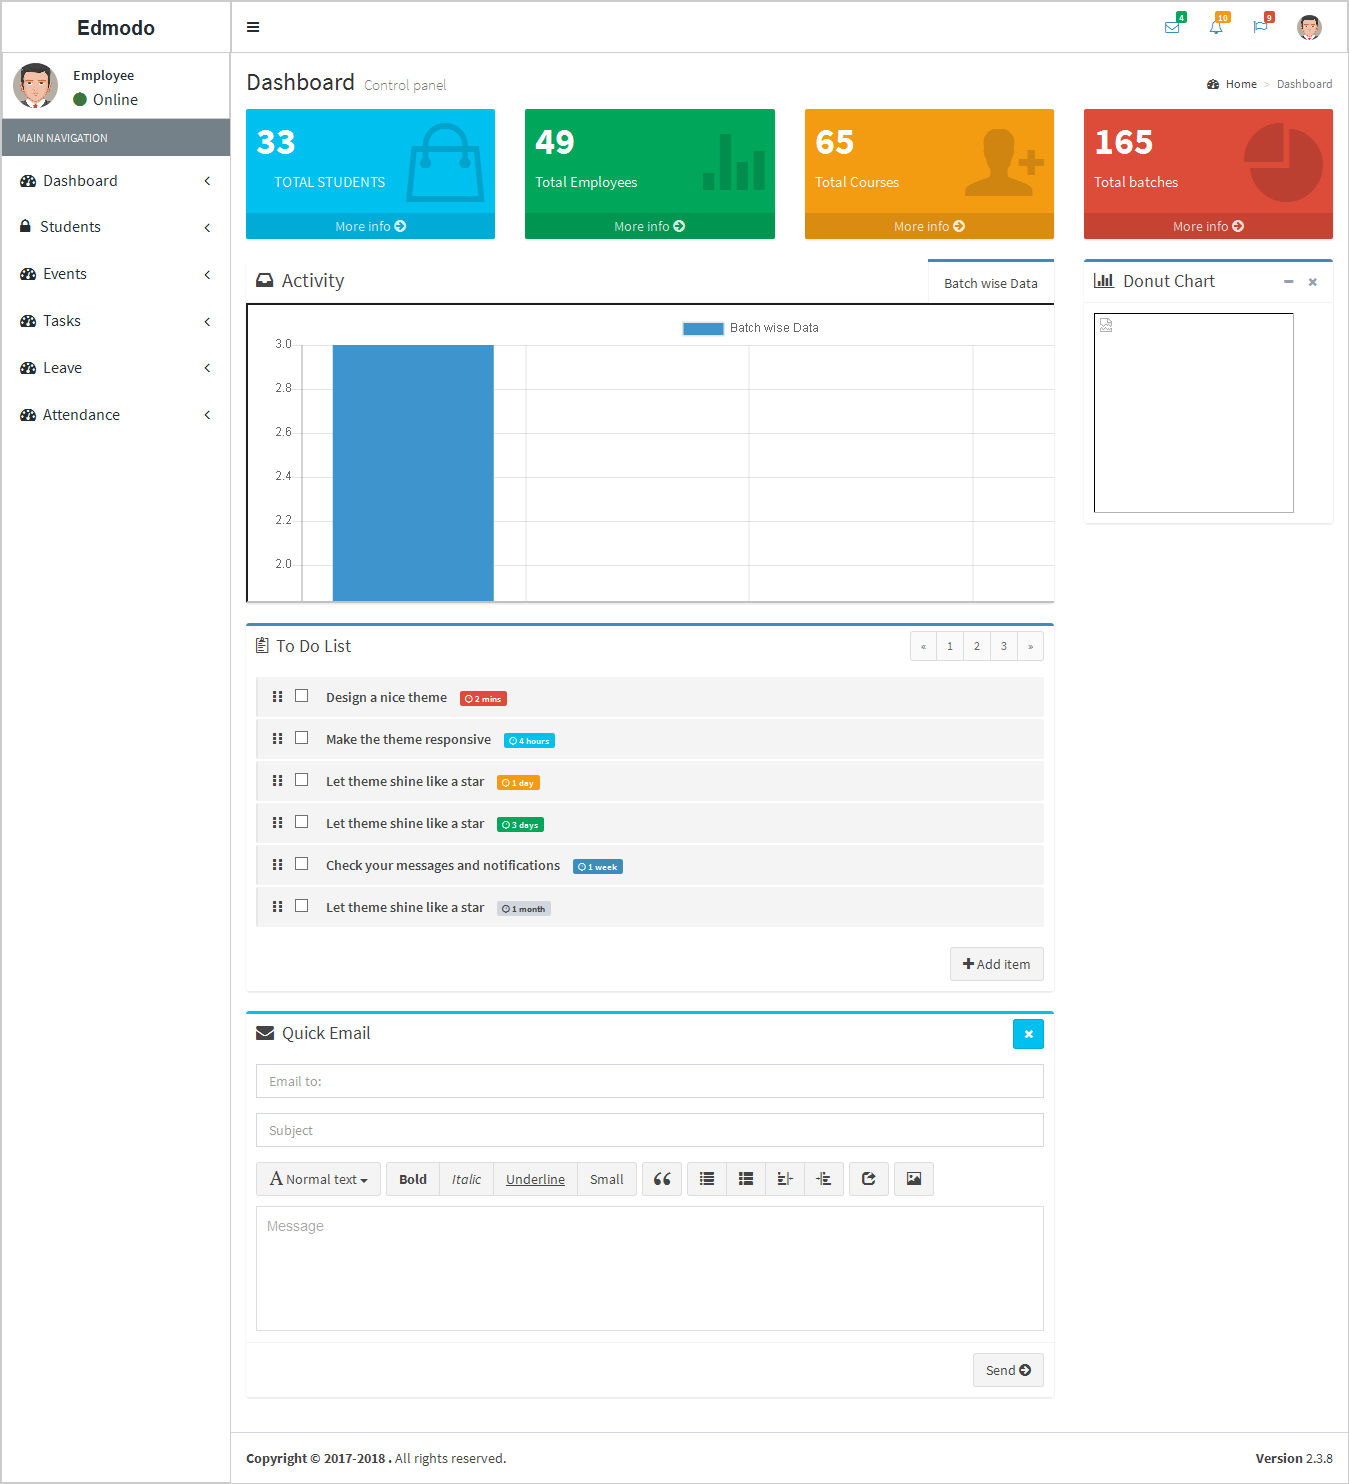 Edmodo
4
10
9
Employee
Online
MAIN NAVIGATION
Dashboard
Students
Events
Tasks
Leave
Attendance
Dashboard Control panel
Home > Dashboard
33
TOTAL STUDENTS
More info
49
Total Employees
More info
65
Total Courses
More info
165
Total batches
More info
Activity
Batch wise Data
Batch wise Data
3.0
2.8
2.6
2.4
2.2
2.0
Donut Chart
To Do List
« 1 2 3 »
Design a nice theme 2 mins
Make the theme responsive 4 hours
Let theme shine like a star 1 day
Let theme shine like a star 3 days
Check your messages and notifications 1 week
Let theme shine like a star 1 month
Add item
Quick Email
Email to:
Subject
A Normal text Bold Italic Underline Small
Message
Send
Copyright © 2017-2018 . All rights reserved.
Version 2.3.8